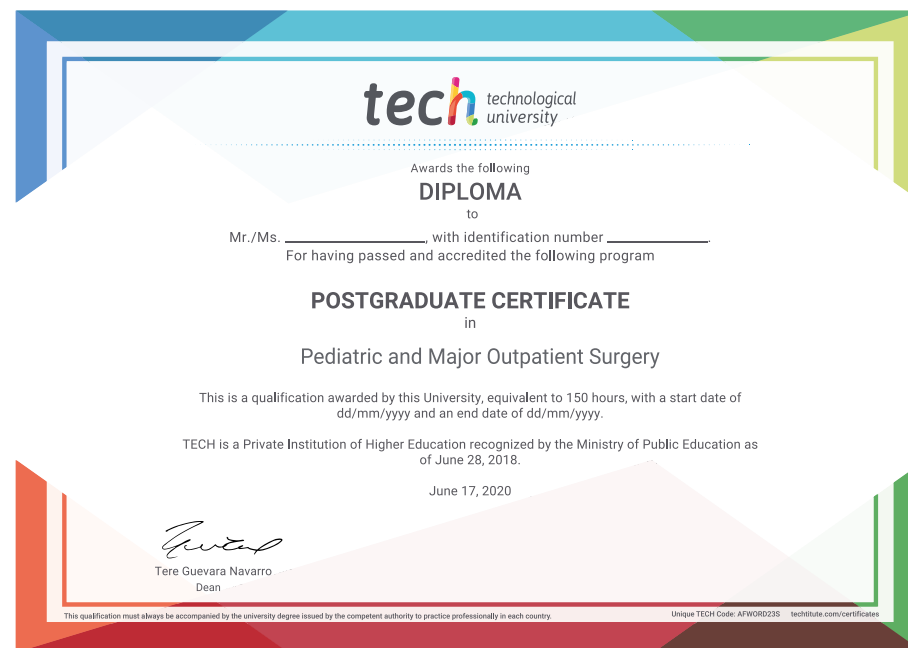 tech technological
university
Awards the following
DIPLOMA
to
Mr./Ms. ____________, with identification number ____________.
For having passed and accredited the following program
POSTGRADUATE CERTIFICATE
in
Pediatric and Major Outpatient Surgery
This is a qualification awarded by this University, equivalent to 150 hours, with a start date of
dd/mm/yyyy and an end date of dd/mm/yyyy.
TECH is a Private Institution of Higher Education recognized by the Ministry of Public Education as
of June 28, 2018.
June 17, 2020
Tere Guevara Navarro
Dean
This qualification must always be accompanied by the university degree issued by the competent authority to practice professionally in each country.
Unique TECH Code: AFWORD23S techtitute.com/certificates